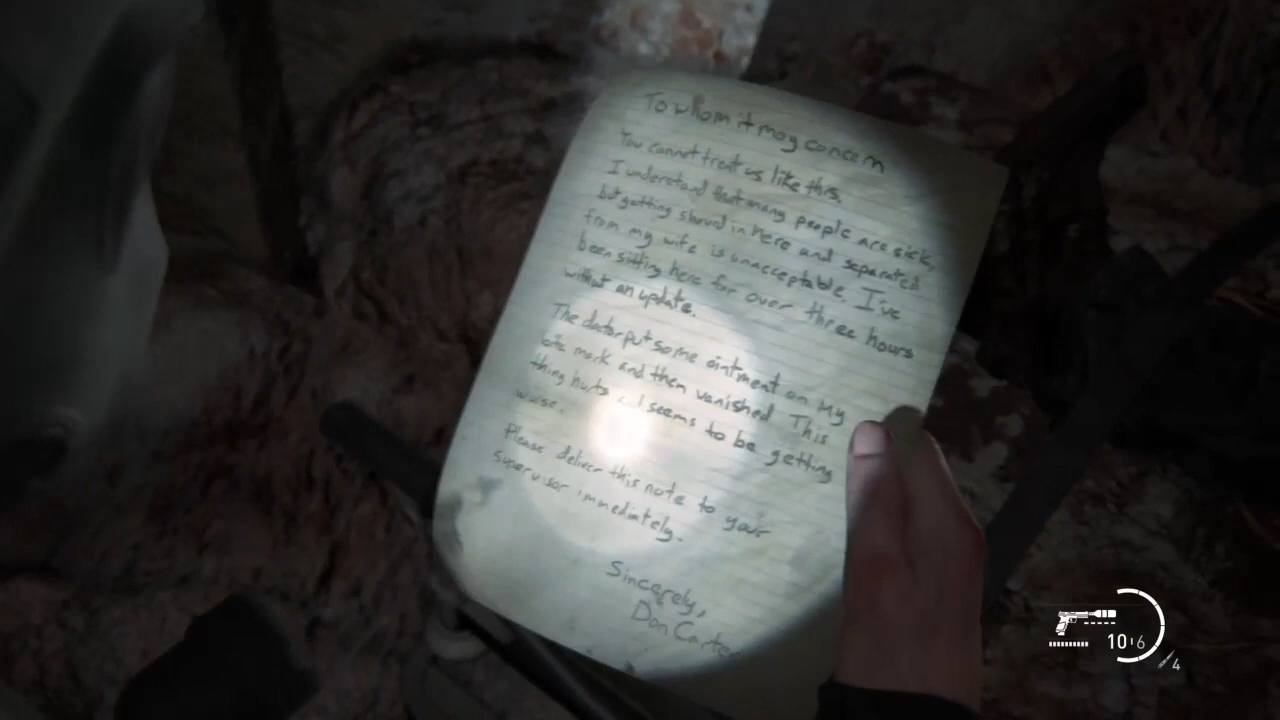 To whom it may concern
You cannot treat us like this.
I understand that many people are sick,
but getting shoved in here and separated
from my wife is unacceptable. I've
been sitting here for over three hours
without an update.
The doctor put some ointment on my
bite mark and then vanished. This
thing hurts and seems to be getting
worse.
Please deliver this note to your
supervisor immediately.
Sincerely,
Don Carter
10
6
4